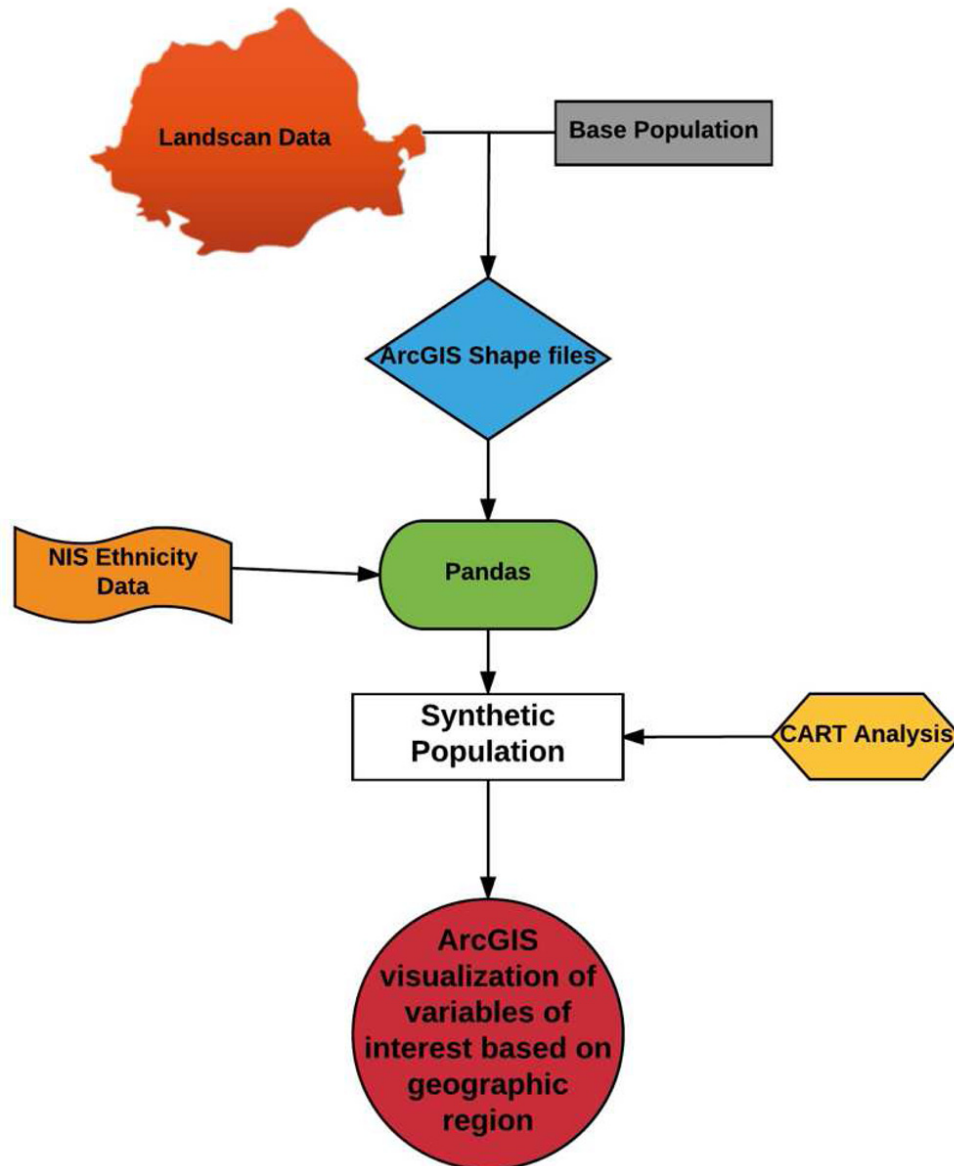 Landscan Data
Base Population
ArcGIS Shape files
NIS Ethnicity
Data
Pandas
Synthetic
Population
CART Analysis
ArcGIS
visualization of
variables of
interest based on
geographic
region